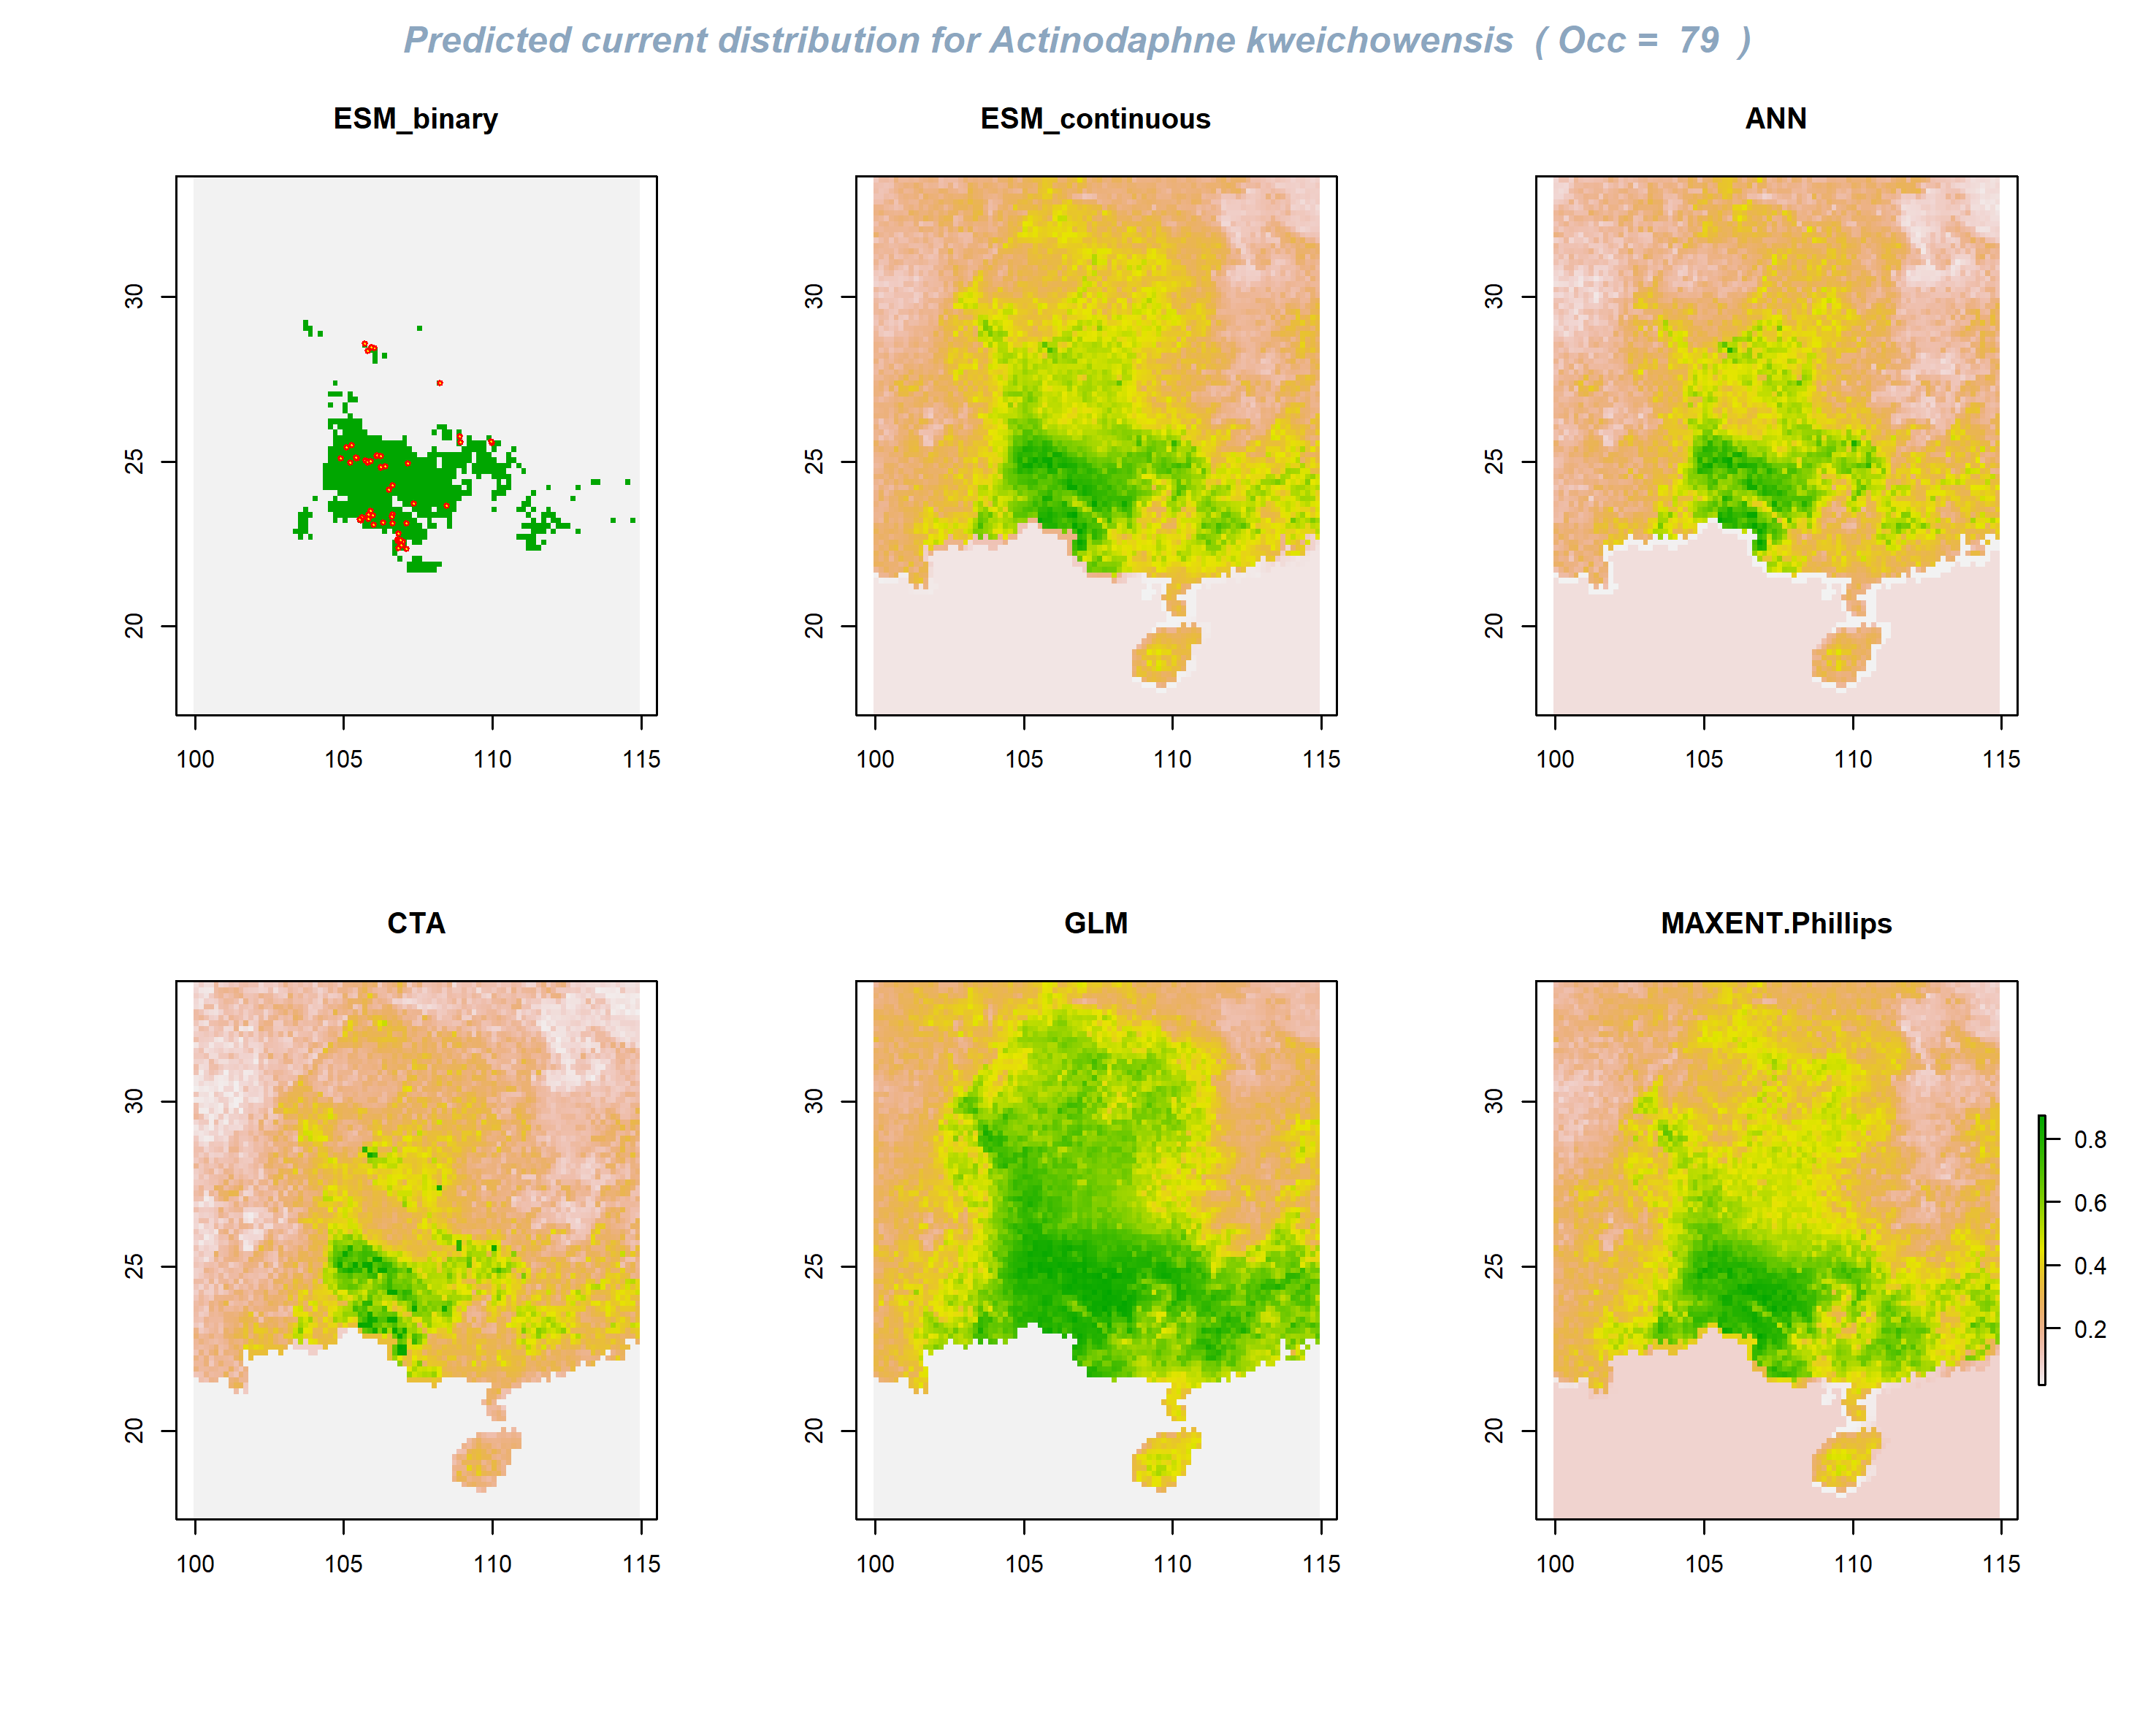 Predicted current distribution for Actinodaphne kweichowensis ( Occ = 79 )
ESM_binary
ESM_continuous
ANN
30
25
20
100 105 110 115
30
25
20
100 105 110 115
30
25
20
100 105 110 115
CTA
GLM
MAXENT.Phillips
30
25
20
100 105 110 115
30
25
20
100 105 110 115
30
25
20
100 105 110 115
0.8
0.6
0.4
0.2